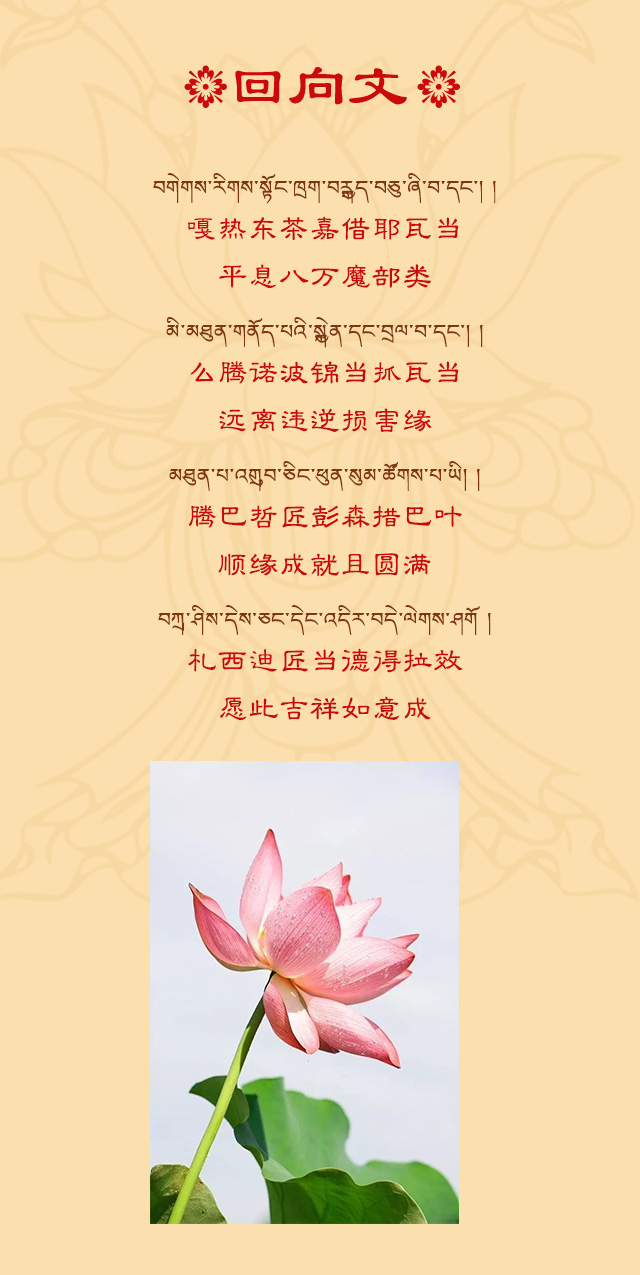 回向文
བགེགས་རིགས་སྟོང་ཁྲག་བརྒྱད་བཅུ་ཞི་བ་དང་། །
嘎热东茶嘉借耶瓦当
平息八万魔部类
མི་མཐུན་གནོད་པའི་རྐྱེན་དང་བྲལ་བ་དང་། །
么腾诺波锦当抓瓦当
远离违逆损害缘
མཐུན་པ་འགྲུབ་ཅིང་ཕུན་སུམ་ཚོགས་པ་ཡི། །
腾巴哲匠彭森措巴叶
顺缘成就且圆满
བཀྲ་ཤིས་དེས་ཅང་དེང་འདིར་བདེ་ལེགས་ཤོག །
札西迪匠当德得拉效
愿此吉祥如意成